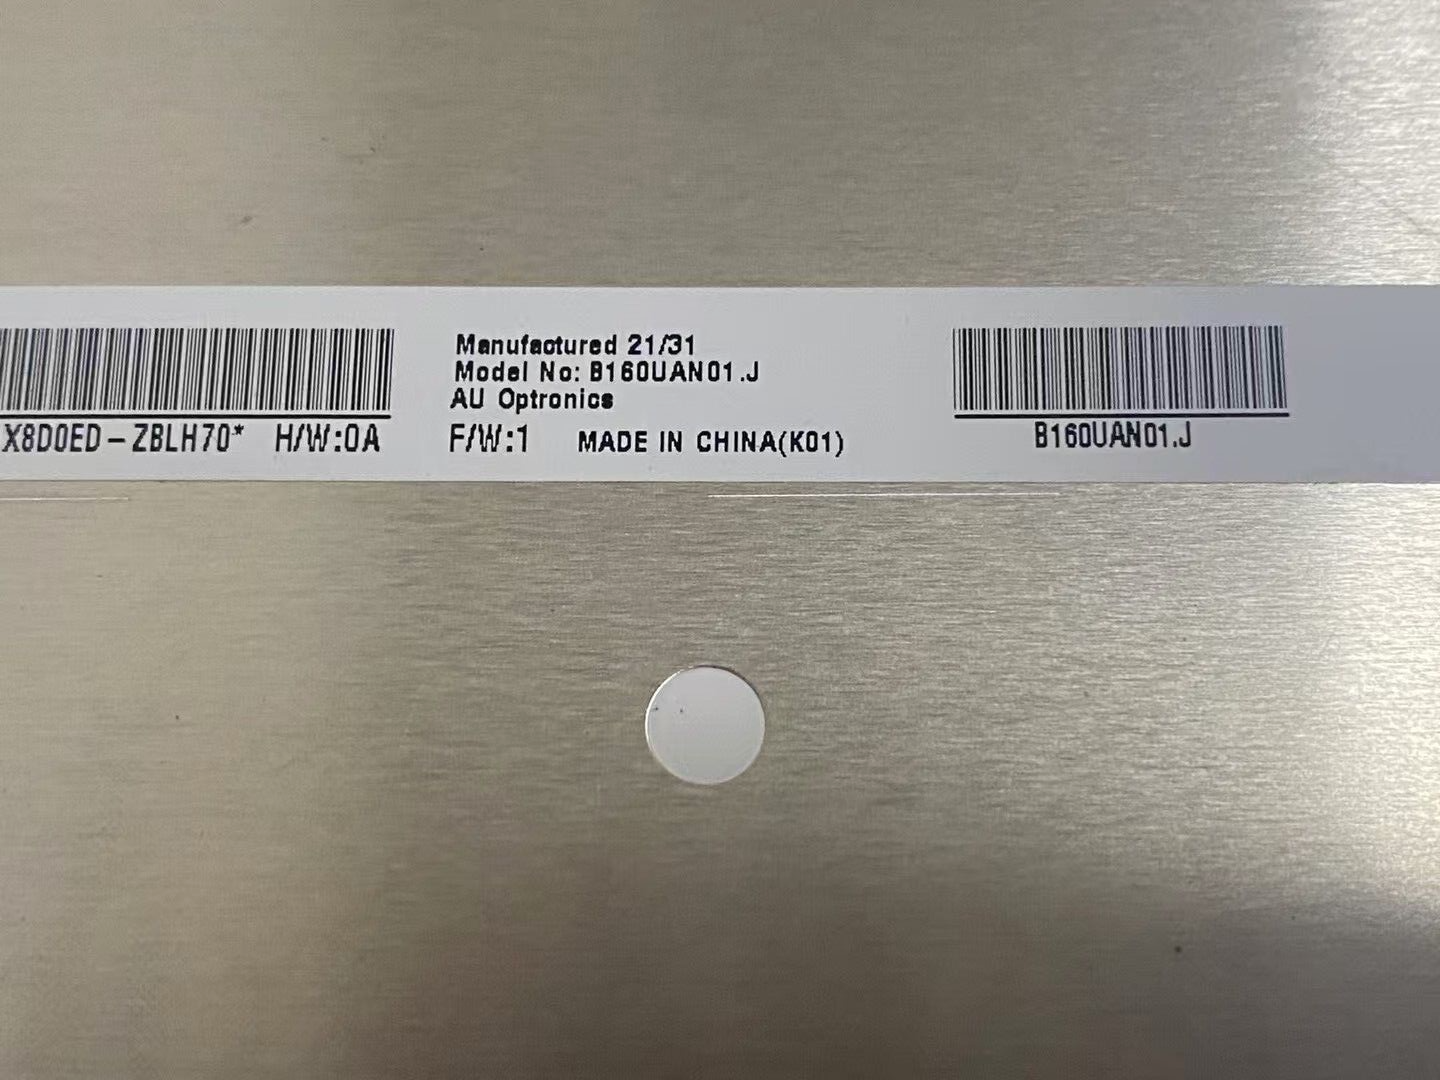 Manufactured 21/31
Model No: B160UAN01.J
AU Optronics
X8D0ED-ZBLH70* H/W:0A F/W:1 MADE IN CHINA(K01)
B160UAN01.J